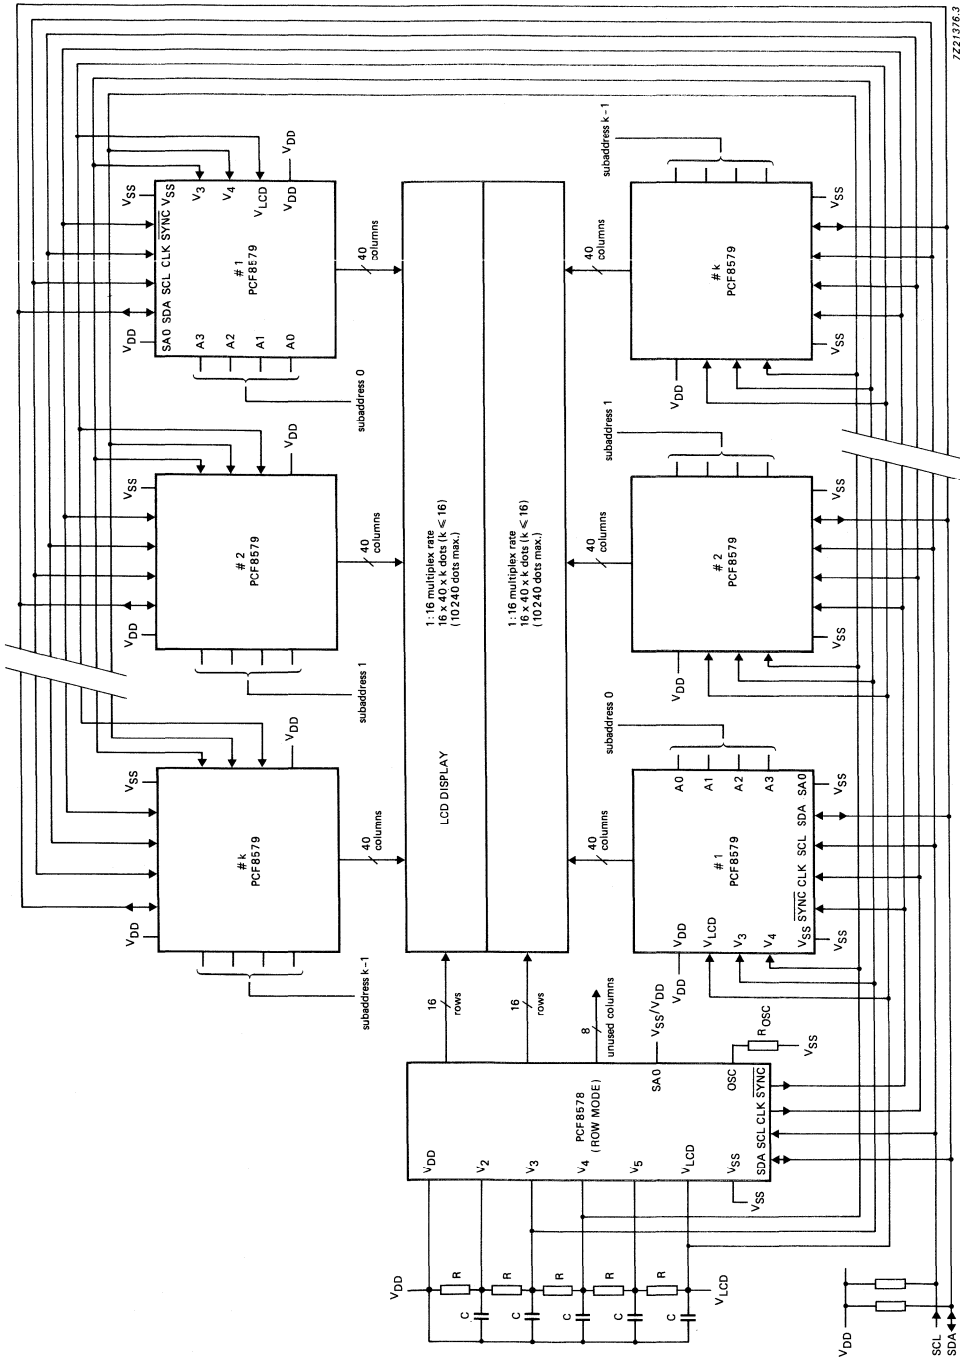 7Z21376.3
VSS
VDD
SA0 SDA SCL CLK SYNC VSS
V3
V4
VLCD
VDD
VDD
A3
A2
A1
A0
#1
PCF8579
subaddress 0
40
columns
VSS
VDD
VDD
#2
PCF8579
subaddress 1
40
columns
VSS
VDD
VDD
#k
PCF8579
subaddress k-1
40
columns
LCD DISPLAY
1:16 multiplex rate
16 x 40 x k dots (k ⩽ 16)
(10240 dots max.)
1:16 multiplex rate
16 x 40 x k dots (k ⩽ 16)
(10240 dots max.)
16
rows
16
rows
8
unused columns
VDD
V2
V3
V4
V5
VLCD
VSS
VSS
PCF8578
(ROW MODE)
SA0
VSS/VDD
OSC
ROSC
VSS
SDA SCL CLK SYNC
VDD
R
R
R
R
R
VLCD
C
C
C
C
C
VDD
SCL
SDA
40
columns
subaddress 0
A0
A1
A2
A3
#1
PCF8579
VDD
VDD
VLCD
V3
V4
VSS SYNC CLK SCL SDA SA0
VSS
VSS
40
columns
subaddress 1
#2
PCF8579
VDD
VSS
VSS
40
columns
subaddress k-1
#k
PCF8579
VDD
VSS
VSS